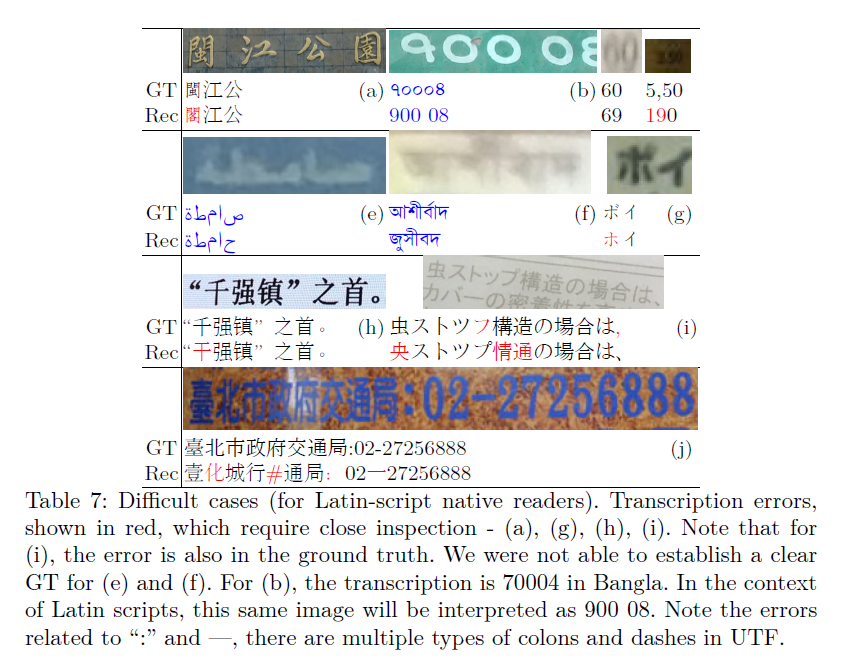 閩江公園 ৭০০ ০৪ 60
GT 閩江公 (a) ৭০০০৪ (b) 60 5,50
Rec 閣江公 900 08 69 190
ボイ
GT صامطة (e) আশীর্বাদ (f) ボイ (g)
Rec حامطة জুসীবদ ホイ
“千强镇”之首。 虫ストップ構造の場合は、
カバーの密着性を
GT “千强镇” 之首。 (h) 虫ストツフ構造の場合は, (i)
Rec “干强镇” 之首。 央ストツプ情通の場合は、
臺北市政府交通局:02-27256888
GT 臺北市政府交通局:02-27256888 (j)
Rec 壹化城行#通局：02一27256888
Table 7: Difficult cases (for Latin-script native readers). Transcription errors,
shown in red, which require close inspection - (a), (g), (h), (i). Note that for
(i), the error is also in the ground truth. We were not able to establish a clear
GT for (e) and (f). For (b), the transcription is 70004 in Bangla. In the context
of Latin scripts, this same image will be interpreted as 900 08. Note the errors
related to “:” and —, there are multiple types of colons and dashes in UTF.